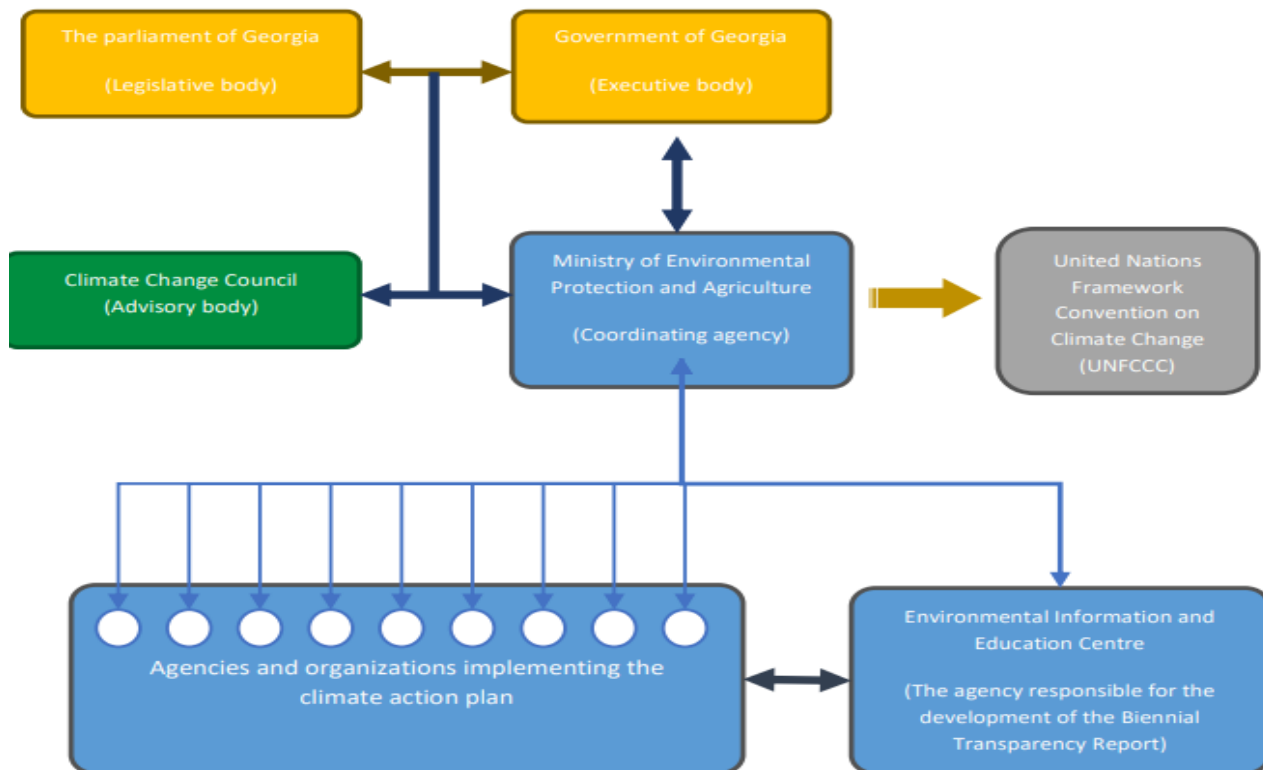 The parliament of Georgia
(Legislative body)
Government of Georgia
(Executive body)
Climate Change Council
(Advisory body)
Ministry of Environmental
Protection and Agriculture
(Coordinating agency)
United Nations
Framework
Convention on
Climate Change
(UNFCCC)
Agencies and organizations implementing the
climate action plan
Environmental Information and
Education Centre
(The agency responsible for the
development of the Biennial
Transparency Report)